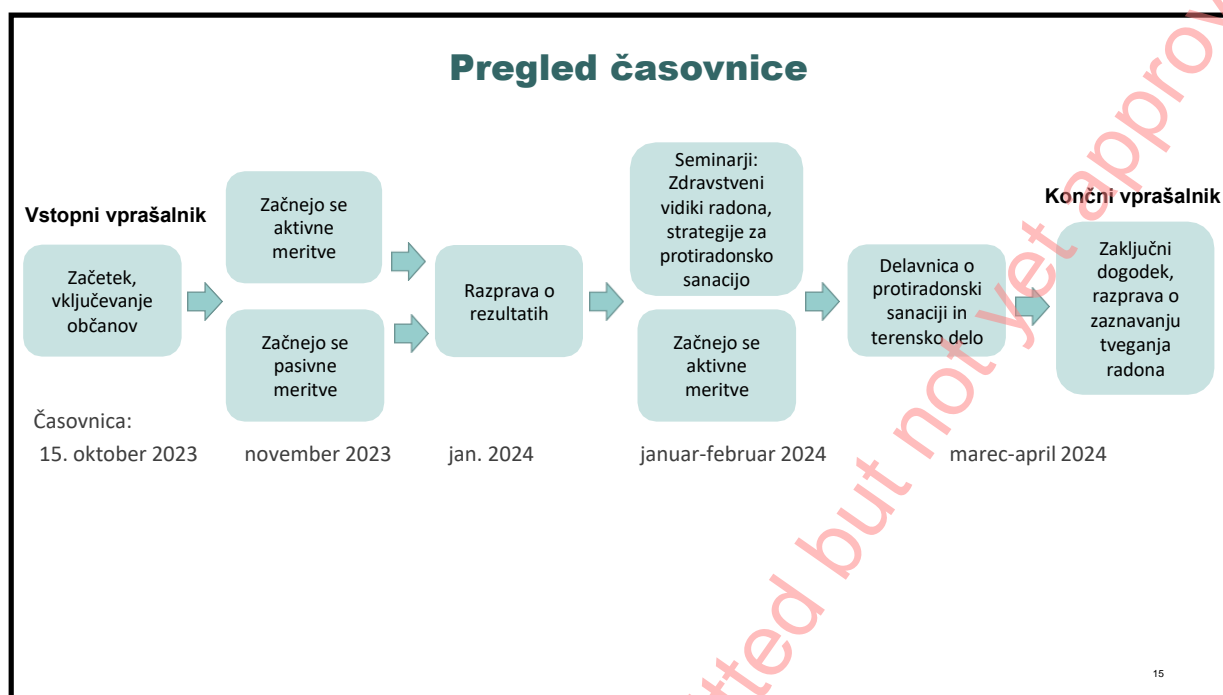 Pregled časovnice
Vstopni vprašalnik
Začetek,
vključevanje
občanov
Začnejo se
aktivne
meritve
Začnejo se
pasivne
meritve
Razprava o
rezultatih
Seminarji:
Zdravstveni
vidiki radona,
strategije za
protiradonsko
sanacijo
Začnejo se
aktivne
meritve
Delavnica o
protiradonski
sanaciji in
terensko delo
Končni vprašalnik
Zaključni
dogodek,
razprava o
zaznavanju
tveganja
radona
Časovnica:
15. oktober 2023 november 2023 jan. 2024 januar-februar 2024 marec-april 2024
but not yet
15